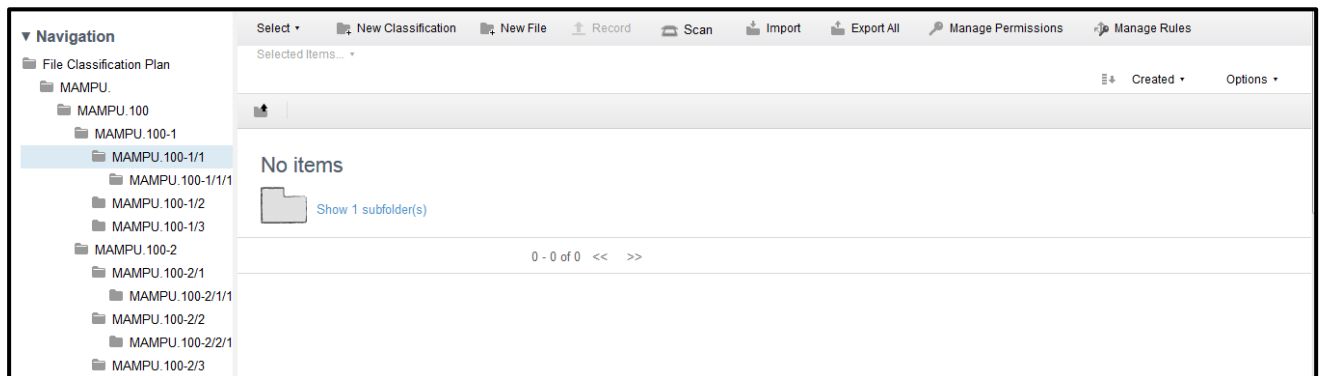 ▾ Navigation
File Classification Plan
MAMPU.
MAMPU.100
MAMPU.100-1
MAMPU.100-1/1
MAMPU.100-1/1/1
MAMPU.100-1/2
MAMPU.100-1/3
MAMPU.100-2
MAMPU.100-2/1
MAMPU.100-2/1/1
MAMPU.100-2/2
MAMPU.100-2/2/1
MAMPU.100-2/3
Select New Classification New File Record Scan Import Export All Manage Permissions Manage Rules
Selected Items...
Created Options
No items
Show 1 subfolder(s)
0 - 0 of 0 << >>